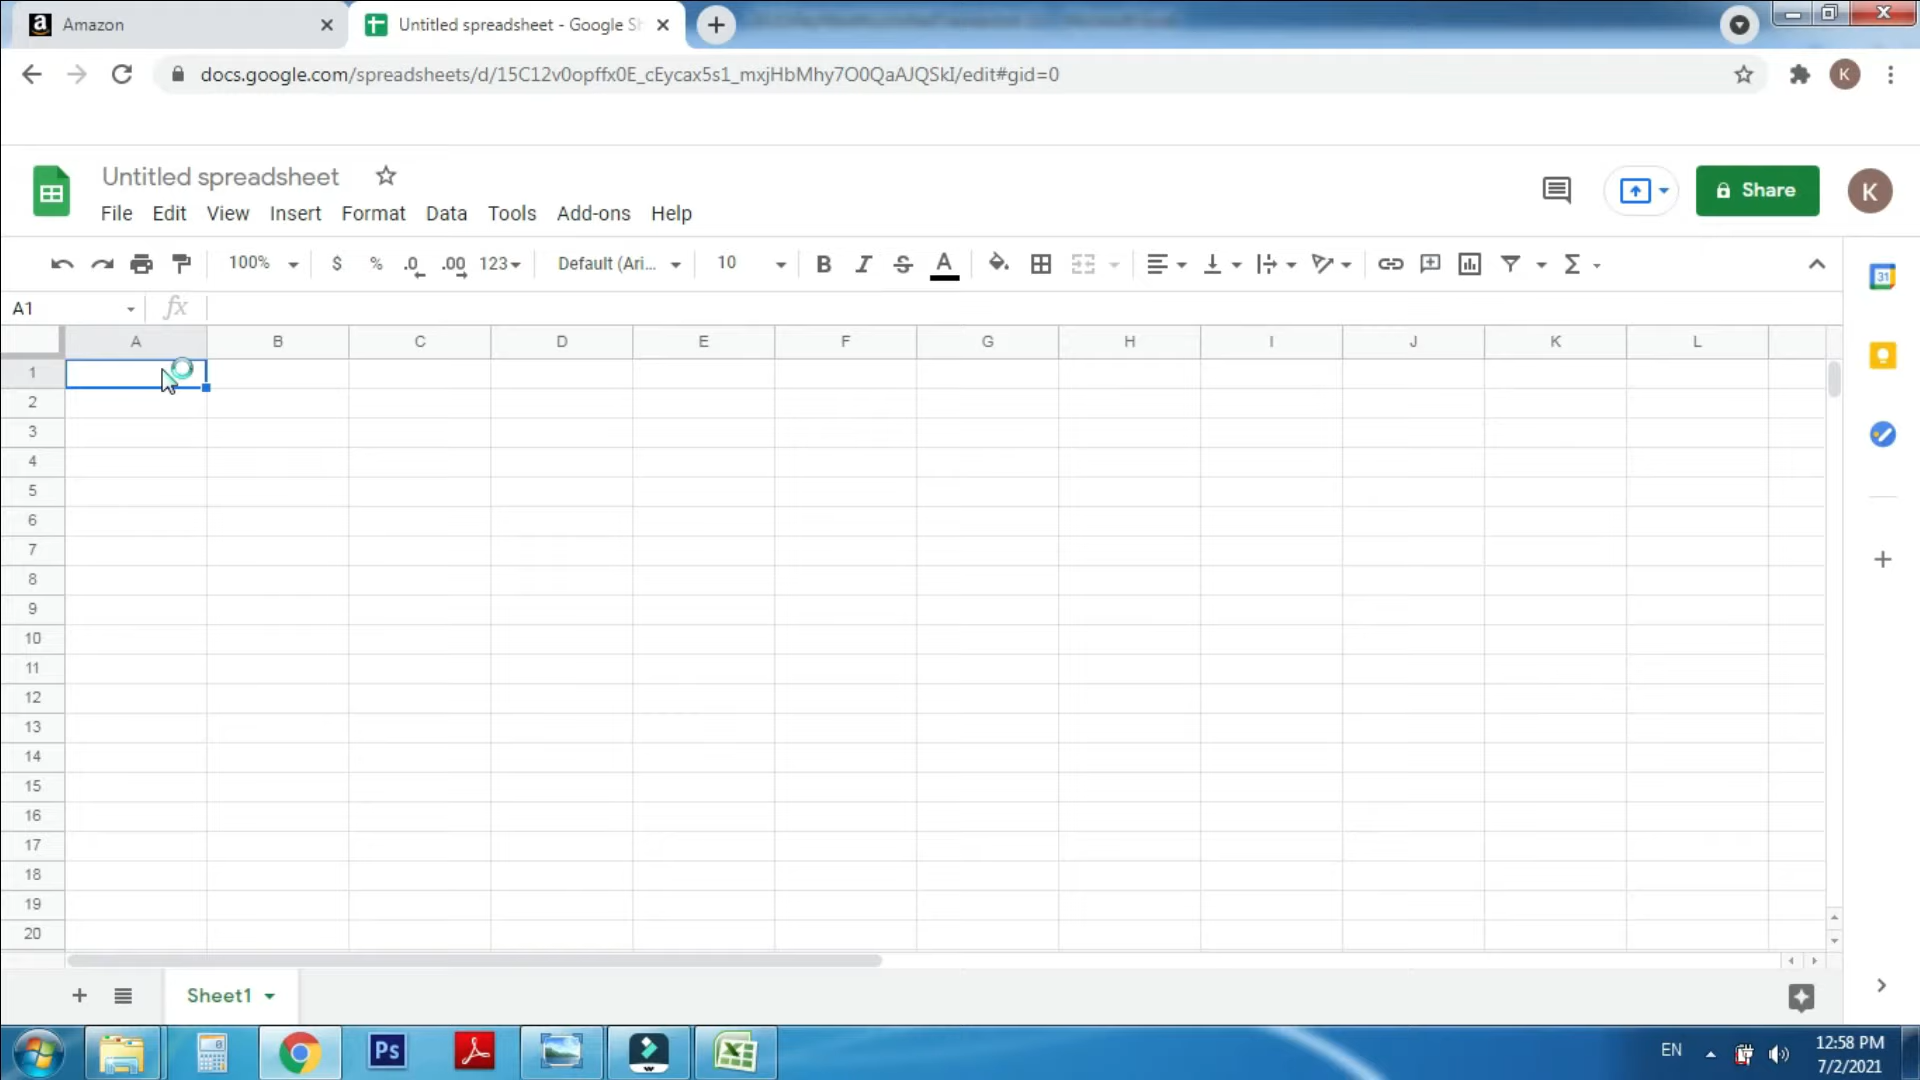 Amazon
Untitled spreadsheet - Google Sh
docs.google.com/spreadsheets/d/15C12v0opffx0E_cEycax5s1_mxjHbMhy7O0QaAJQSkI/edit#gid=0
K
Untitled spreadsheet
File Edit View Insert Format Data Tools Add-ons Help
Share
K
100% $ % .0 .00 123 Default (Ari... 10 B I S A Σ
31
A1 fx
A B C D E F G H I J K L
1
2
3
4
5
6
7
8
9
10
11
12
13
14
15
16
17
18
19
20
Sheet1
Ps
EN
12:58 PM
7/2/2021